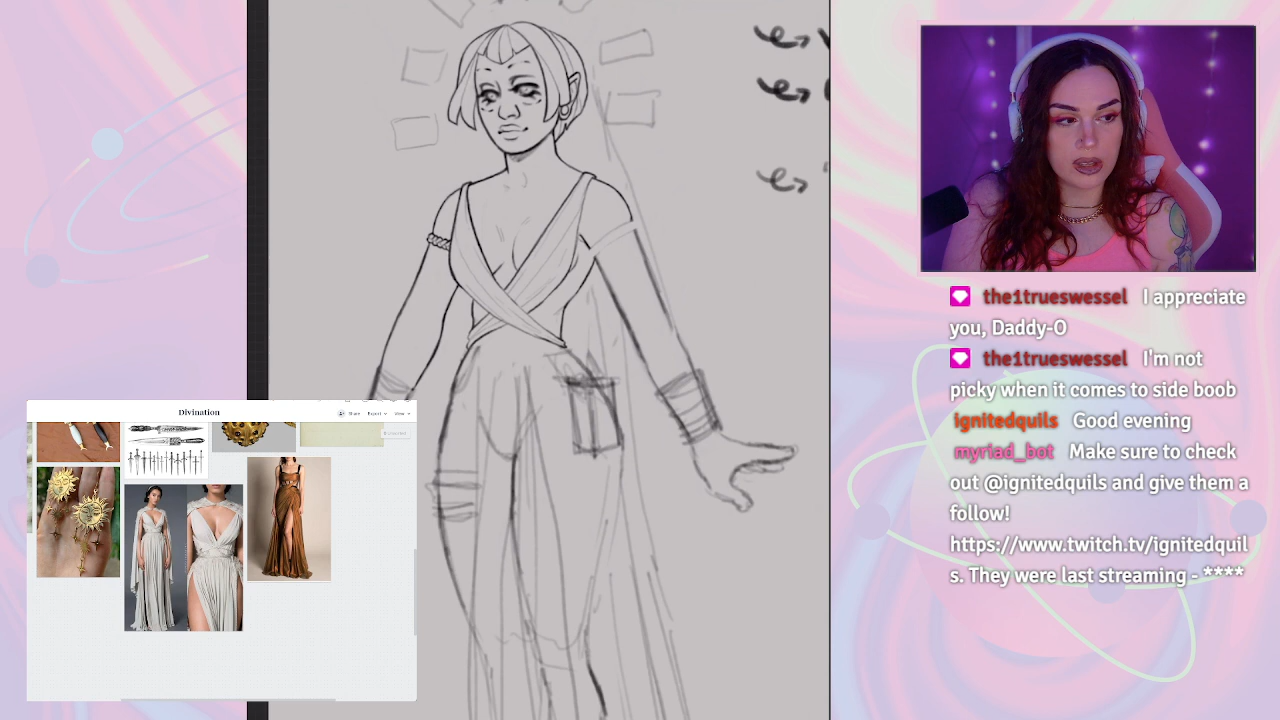 Divination
Share Export View
the1trueswessel I appreciate
you, Daddy-O
the1trueswessel I'm not
picky when it comes to side boob
ignitedquils Good evening
myriad_bot Make sure to check
out @ignitedquils and give them a
follow!
https://www.twitch.tv/ignitedquil
s. They were last streaming - ****